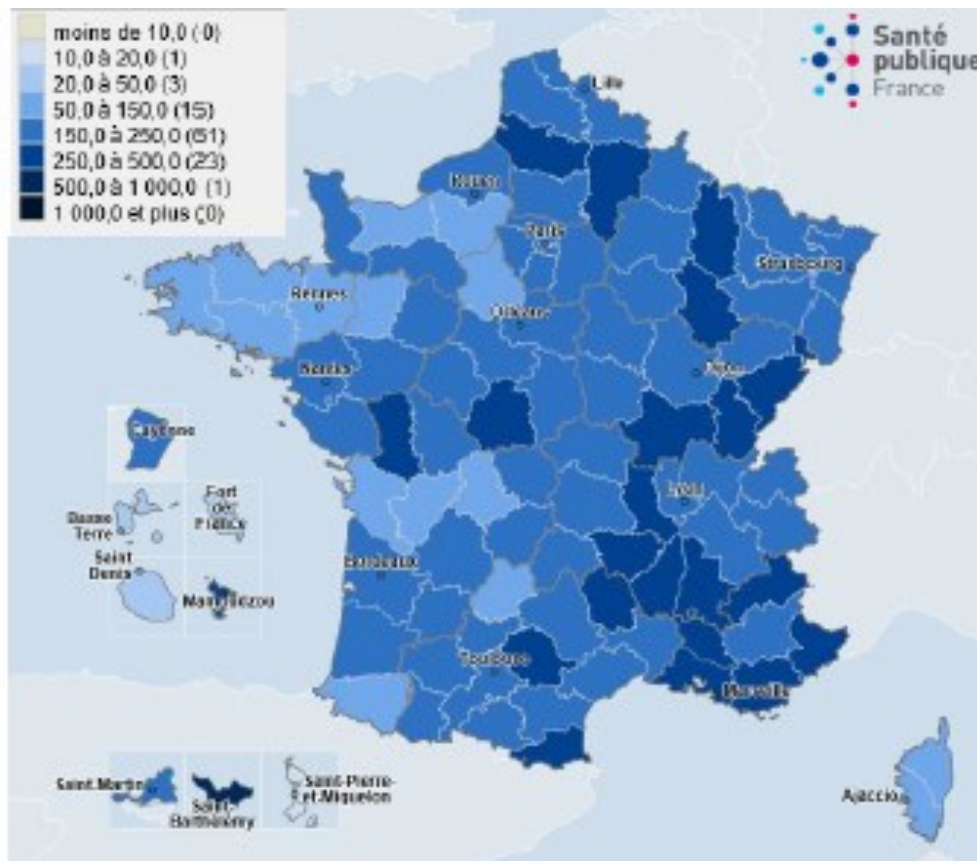 moins de 10,0 (0)
10,0 à 20,0 (1)
20,0 à 50,0 (3)
50,0 à 150,0 (15)
150,0 à 250,0 (61)
250,0 à 500,0 (23)
500,0 à 1 000,0 (1)
1 000,0 et plus (0)
Santé
publique
France
Lille
Rouen
Paris
Strasbourg
Rennes
Orléans
Dijon
Nantes
Cayenne
Lyon
Basse
Terre
Fort
de
France
Saint
Denis
Bordeaux
Mamoudzou
Toulouse
Marseille
Saint-Martin
Saint-
Barthélemy
Saint-Pierre-
et-Miquelon
Ajaccio